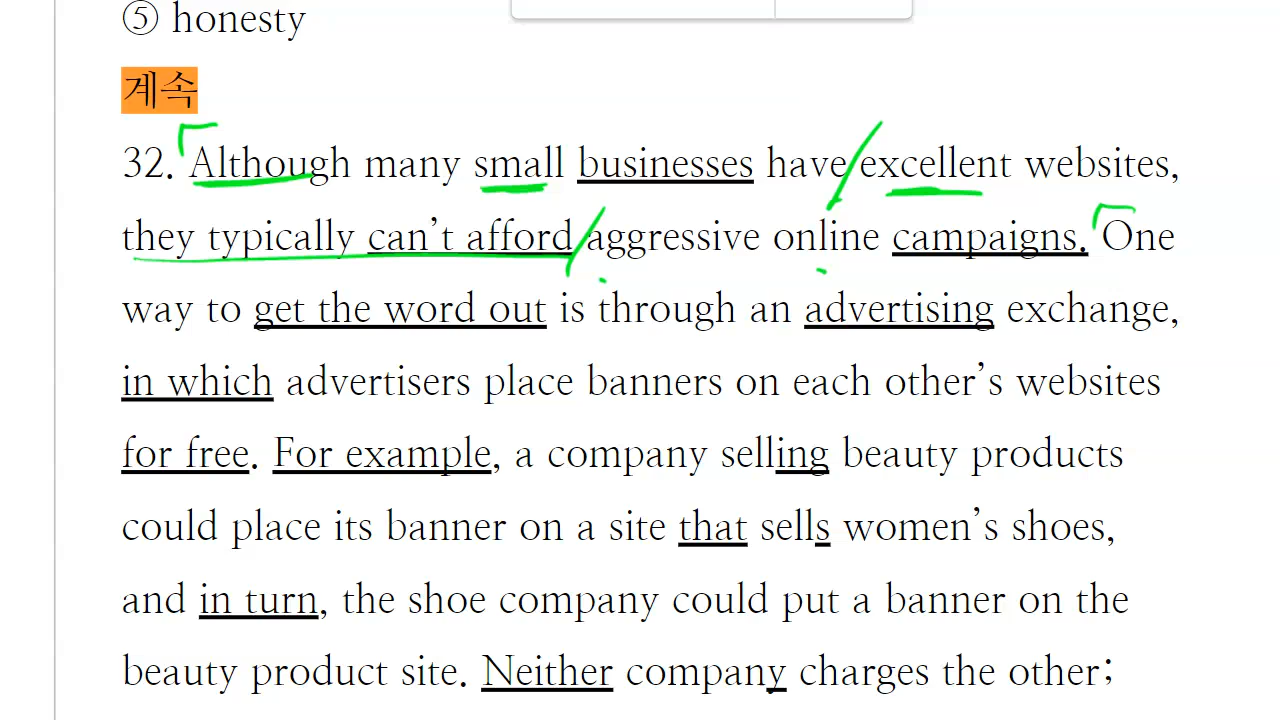 ⑤ honesty
계속
32. Although many small businesses have excellent websites,
they typically can’t afford aggressive online campaigns. One
way to get the word out is through an advertising exchange,
in which advertisers place banners on each other’s websites
for free. For example, a company selling beauty products
could place its banner on a site that sells women’s shoes,
and in turn, the shoe company could put a banner on the
beauty product site. Neither company charges the other;